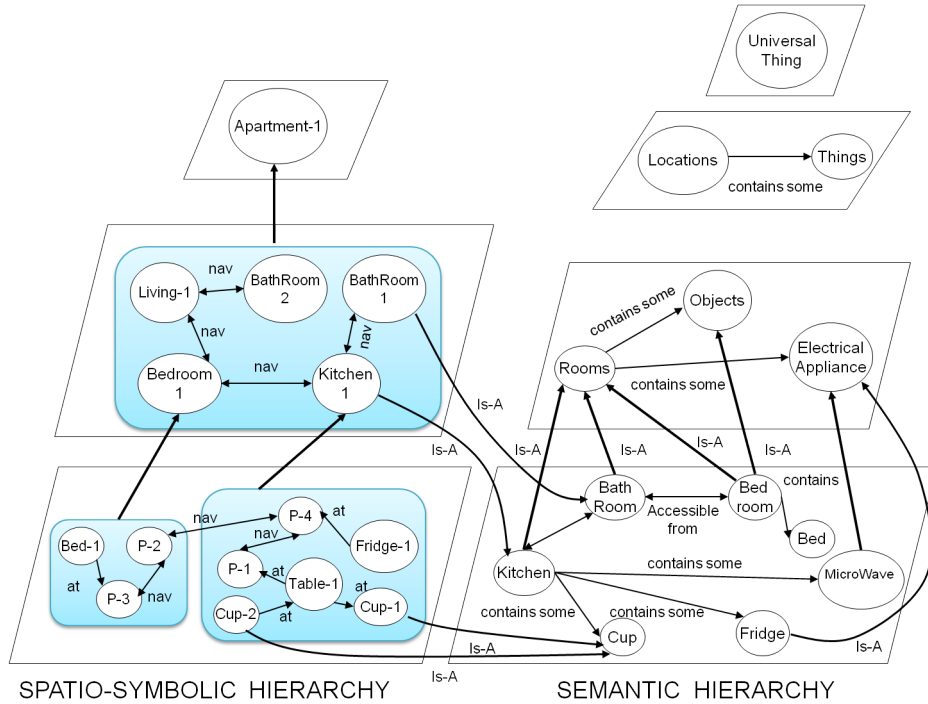 Universal
Thing
Apartment-1
Locations
Things
contains some
Living-1
nav
BathRoom
2
BathRoom
1
nav
nav
nav
Bedroom
1
Kitchen
1
contains some
Objects
Rooms
contains some
Electrical
Appliance
Is-A
Is-A
Is-A
Is-A
Is-A
Is-A
Bed-1
P-2
at
P-3
nav
nav
P-4
at
nav
Fridge-1
P-1
at
Table-1
at
Cup-2
at
Cup-1
Bath
Room
Accessible
from
Bed
room
contains
Bed
Kitchen
contains some
MicroWave
contains some
contains some
Cup
Fridge
Is-A
Is-A
Is-A
SPATIO-SYMBOLIC HIERARCHY
SEMANTIC HIERARCHY